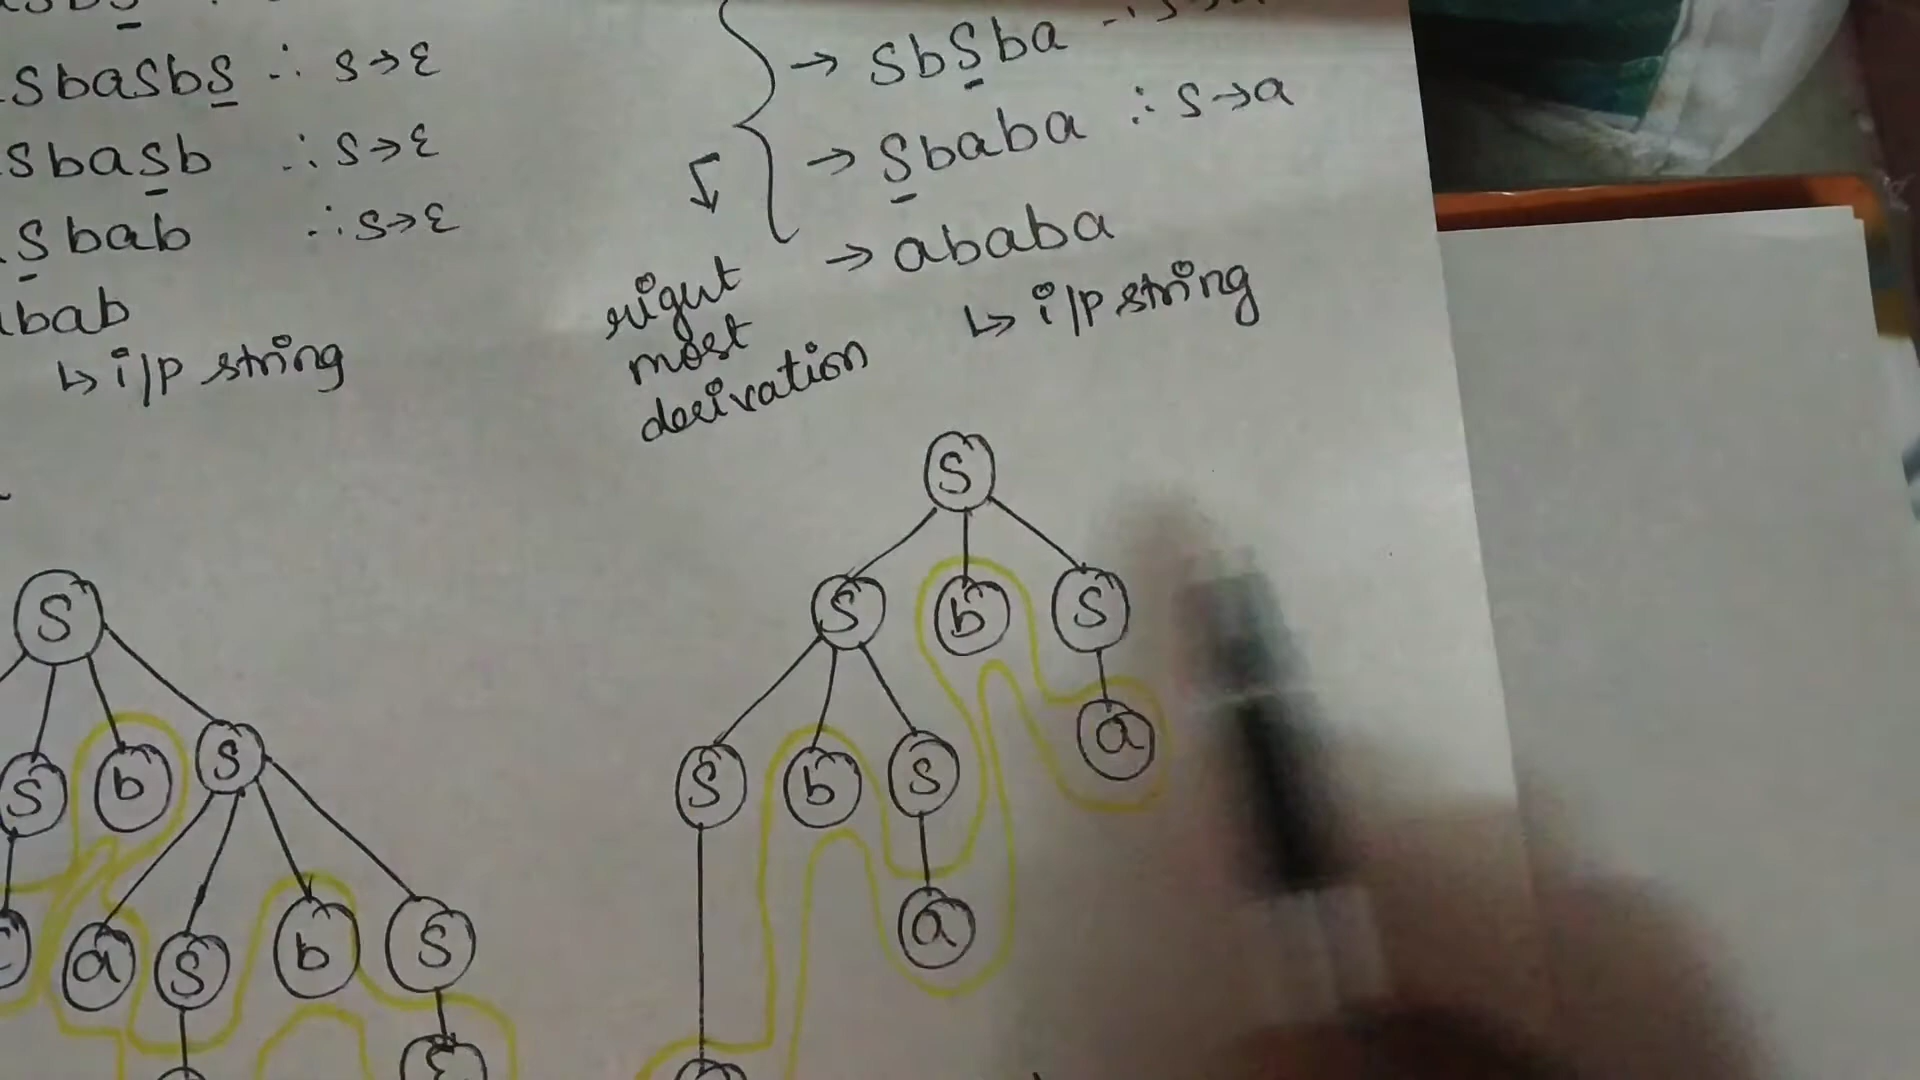 sbasbs ∴ s→ε
sbasb ∴ s→ε
sbab ∴ s→ε
bab
↳ i/p string
→ sbsba
→ sbaba ∴ s→a
→ ababa
↳ i/p string
right
most
derivation
S
S b S
S b S a
a
S
S b S
a S b S
ε